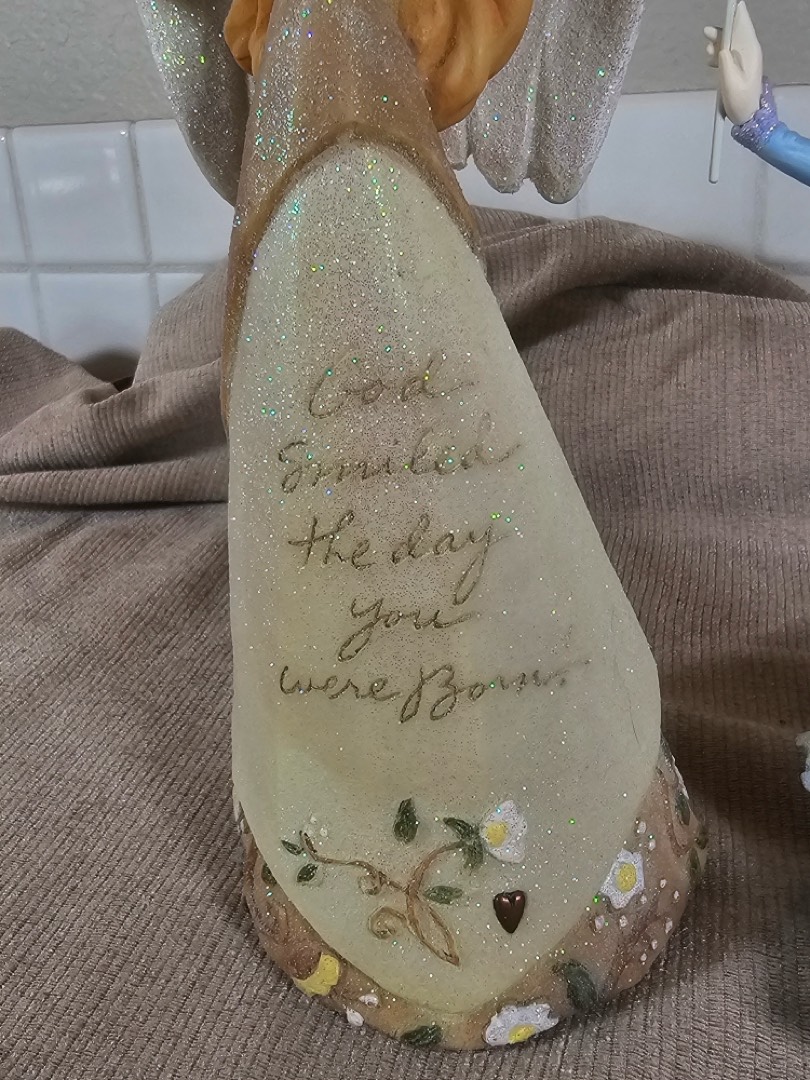 God
Smiled
the day
you
were Born.